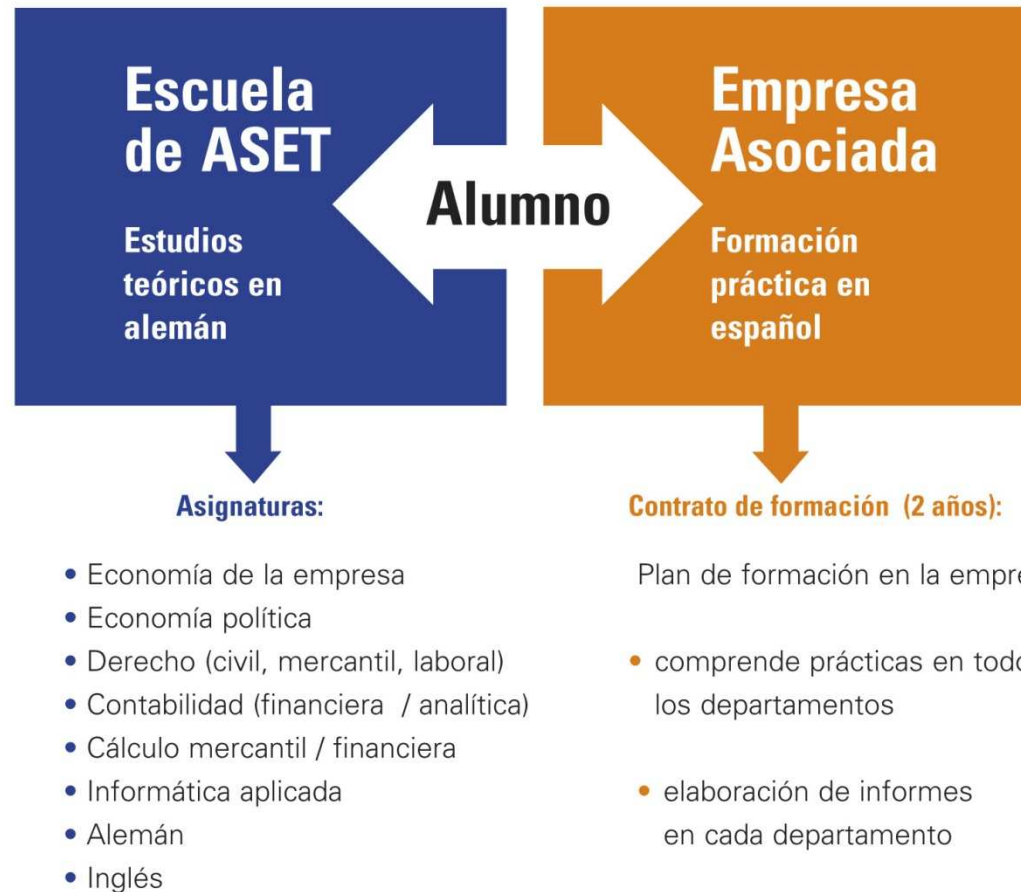 Escuela
de ASET
Estudios
teóricos en
alemán
Alumno
Empresa
Asociada
Formación
práctica en
español
Asignaturas:
• Economía de la empresa
• Economía política
• Derecho (civil, mercantil, laboral)
• Contabilidad (financiera / analítica)
• Cálculo mercantil / financiera
• Informática aplicada
• Alemán
• Inglés
Contrato de formación (2 años):
Plan de formación en la
• comprende prácticas en
los departamentos
• elaboración de informes
en cada departamento